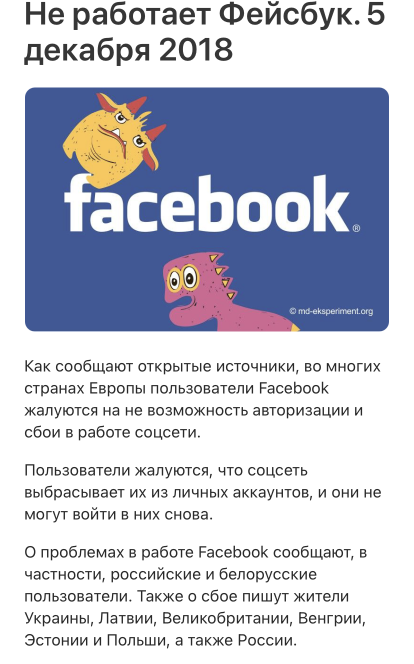 Не работает Фейсбук. 5
декабря 2018
facebook®
© md-eksperiment.org
Как сообщают открытые источники, во многих
странах Европы пользователи Facebook
жалуются на не возможность авторизации и
сбои в работе соцсети.
Пользователи жалуются, что соцсеть
выбрасывает их из личных аккаунтов, и они не
могут войти в них снова.
О проблемах в работе Facebook сообщают, в
частности, российские и белорусские
пользователи. Также о сбое пишут жители
Украины, Латвии, Великобритании, Венгрии,
Эстонии и Польши, а также России.